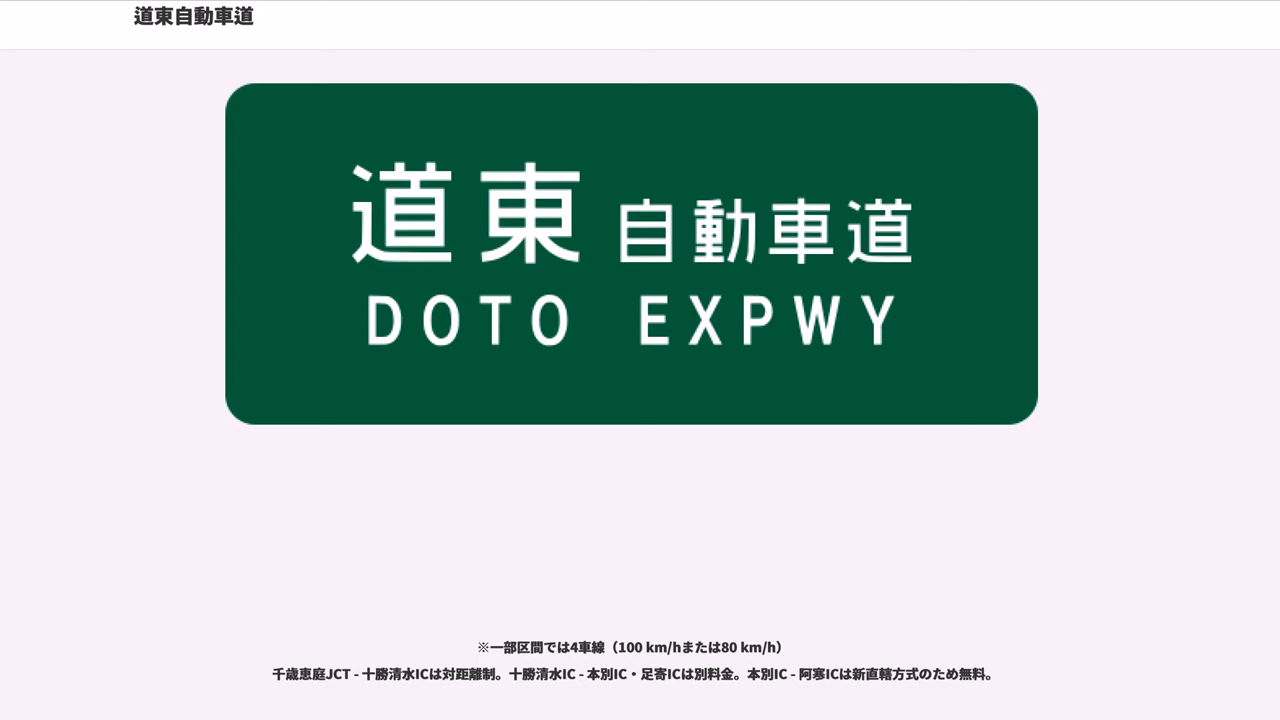 道東自動車道
道東 自動車道
DOTO EXPWY
※一部区間では4車線（100 km/hまたは80 km/h）
千歳恵庭JCT - 十勝清水ICは対距離制。十勝清水IC - 本別IC・足寄ICは別料金。本別IC - 阿寒ICは新直轄方式のため無料。